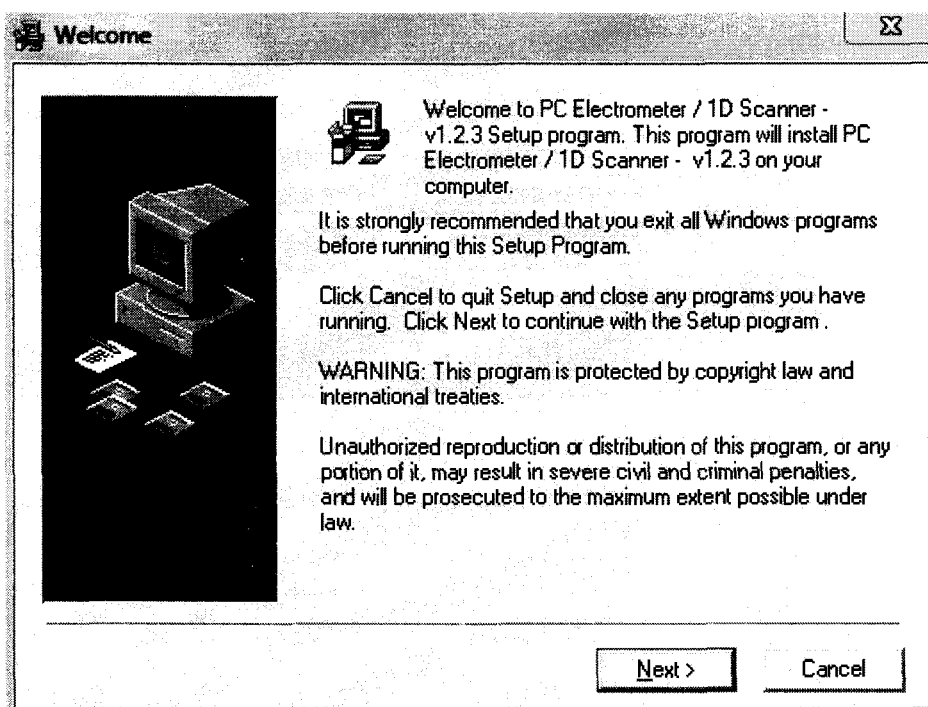 Welcome
Welcome to PC Electrometer / 1D Scanner -
v1.2.3 Setup program. This program will install PC
Electrometer / 1D Scanner -  v1.2.3 on your
computer.
It is strongly recommended that you exit all Windows programs
before running this Setup Program.
Click Cancel to quit Setup and close any programs you have
running.  Click Next to continue with the Setup program .
WARNING: This program is protected by copyright law and
international treaties.
Unauthorized reproduction or distribution of this program, or any
portion of it, may result in severe civil and criminal penalties,
and will be prosecuted to the maximum extent possible under
law.
Next >
Cancel